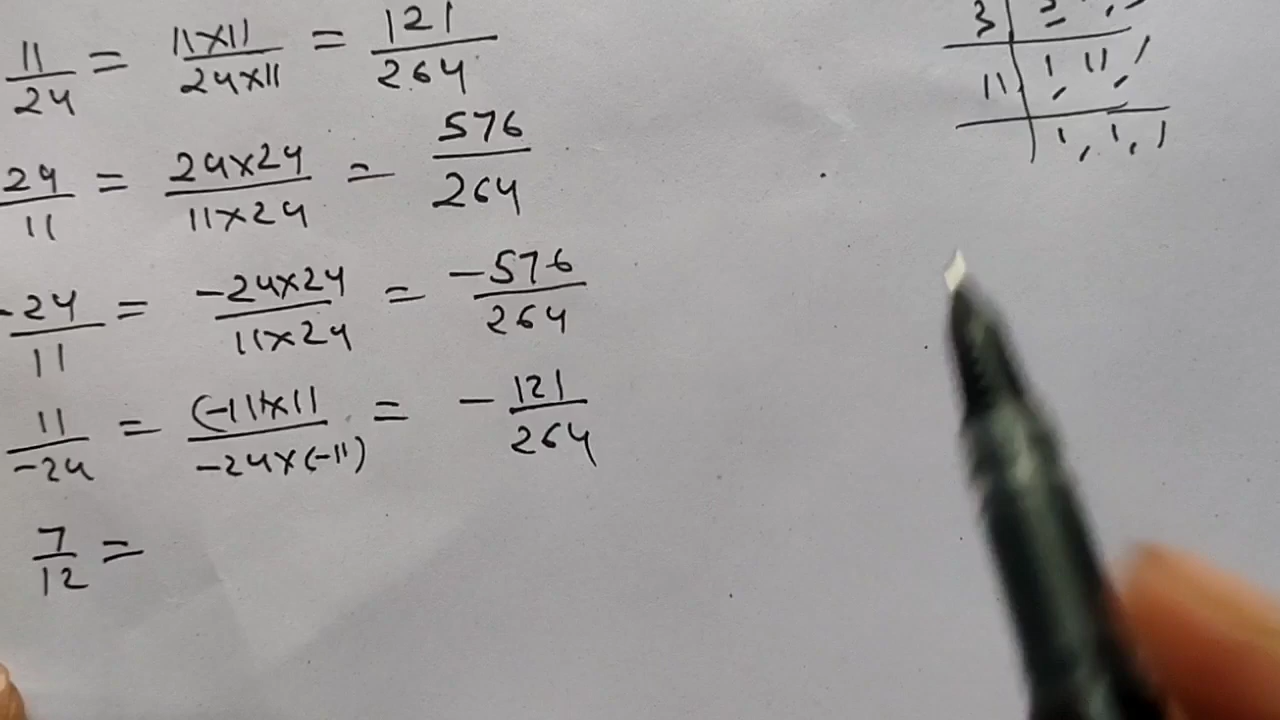 11/24 = 11×11/24×11 = 121/264
24/11 = 24×24/11×24 = 576/264
-24/11 = -24×24/11×24 = -576/264
11/-24 = (-11)×11/-24×(-11) = -121/264
7/12 =
3
11 | 1, 11, 1
1, 1, 1